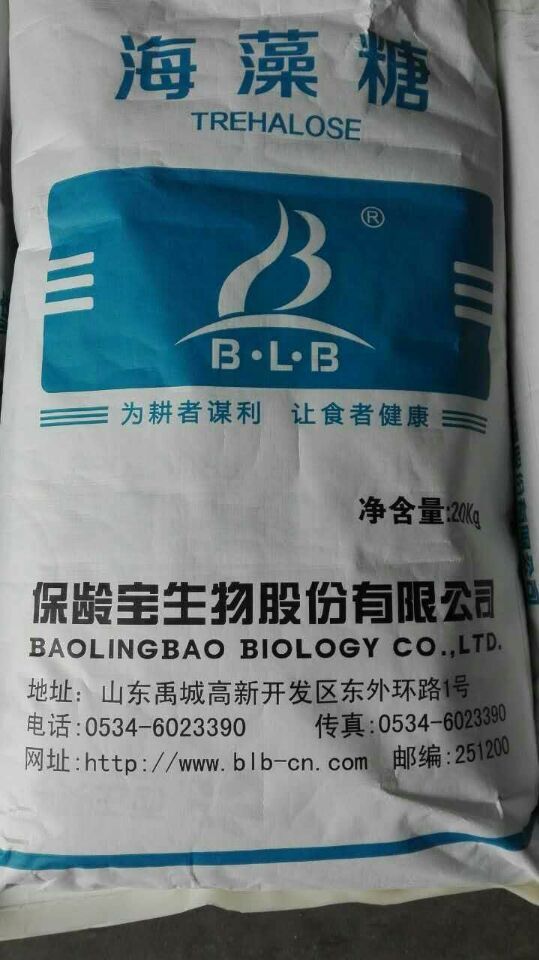 海藻糖
TREHALOSE
®
B·L·B
为耕者谋利 让食者健康
净含量:20Kg
保龄宝生物股份有限公司
BAOLINGBAO BIOLOGY CO.,LTD.
地址: 山东禹城高新开发区东外环路1号
电话:0534-6023390 传真:0534-6023390
网址:http://www.blb-cn.com 邮编:251200